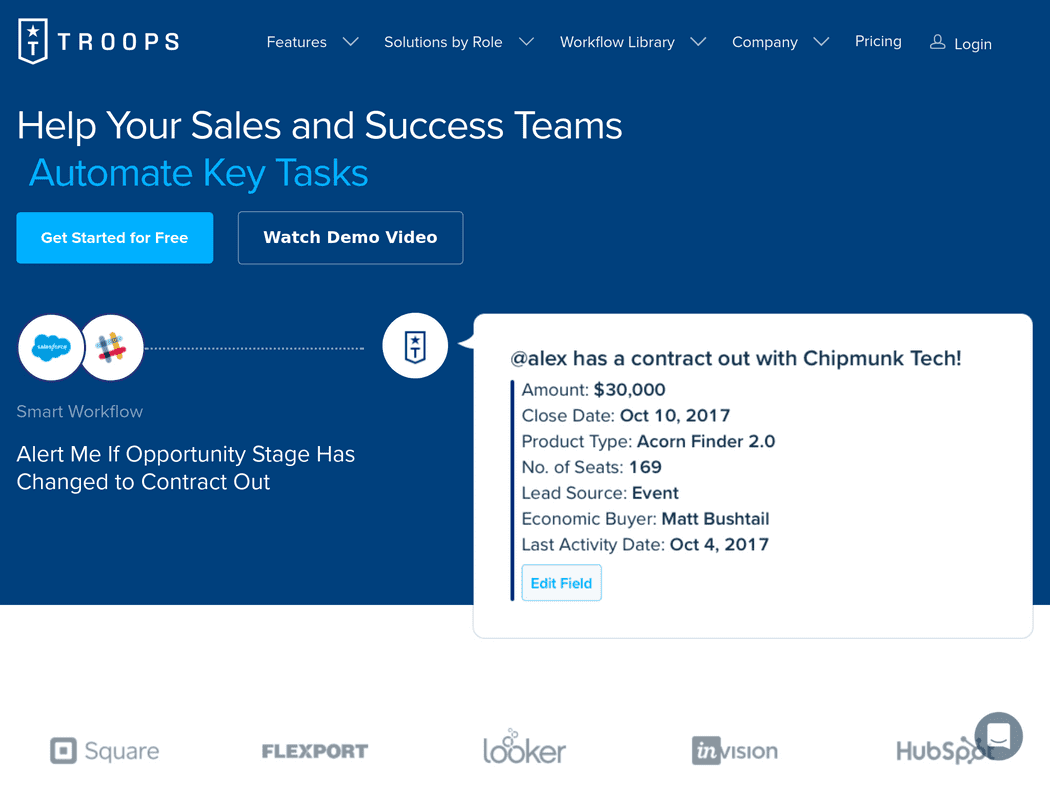 TROOPS
Features
Solutions by Role
Workflow Library
Company
Pricing
Login
Help Your Sales and Success Teams
Automate Key Tasks
Get Started for Free
Watch Demo Video
salesforce
Smart Workflow
Alert Me If Opportunity Stage Has
Changed to Contract Out
@alex has a contract out with Chipmunk Tech!
Amount: $30,000
Close Date: Oct 10, 2017
Product Type: Acorn Finder 2.0
No. of Seats: 169
Lead Source: Event
Economic Buyer: Matt Bushtail
Last Activity Date: Oct 4, 2017
Edit Field
Square
FLEXPORT
looker
invision
HubSpot